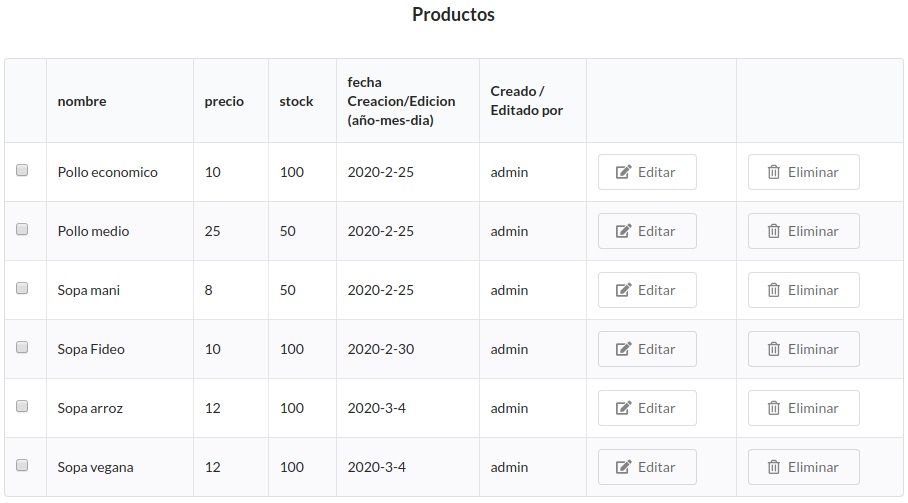 Productos
nombre precio stock fecha Creacion/Edicion (año-mes-dia) Creado / Editado por
Pollo economico 10 100 2020-2-25 admin Editar Eliminar
Pollo medio 25 50 2020-2-25 admin Editar Eliminar
Sopa mani 8 50 2020-2-25 admin Editar Eliminar
Sopa Fideo 10 100 2020-2-30 admin Editar Eliminar
Sopa arroz 12 100 2020-3-4 admin Editar Eliminar
Sopa vegana 12 100 2020-3-4 admin Editar Eliminar